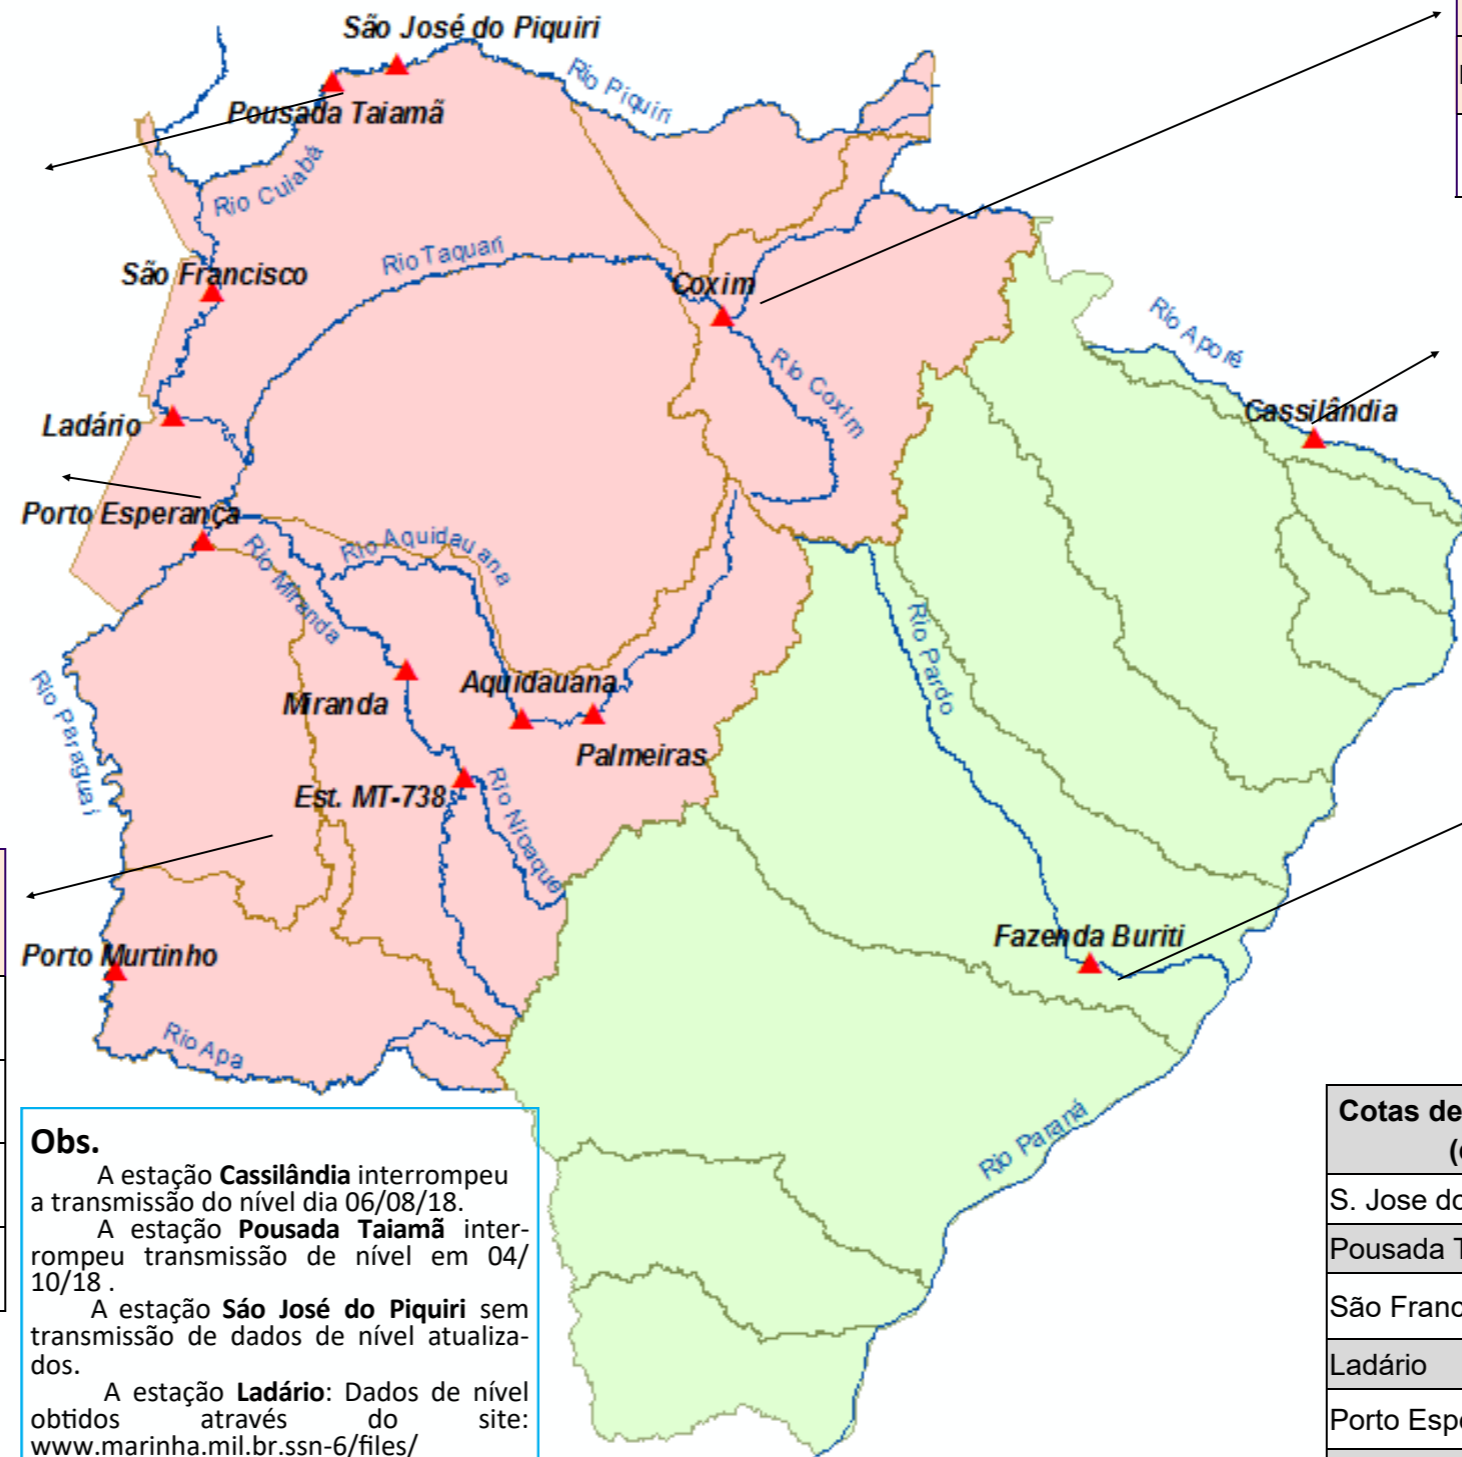 São José do Piquiri
Rio Piquiri
Pousada Taiamã
Rio Cuiabá
Rio Taquari
São Francisco
Coxim
Rio Aporé
Rio Coxim
Cassilândia
Ladário
Porto Esperança
Rio Aquidauana
Rio Miranda
Rio Pardo
Rio Paraguai
Aquidauana
Miranda
Palmeiras
Est. MT-738
Rio Nioaque
Fazenda Buriti
Porto Murtinho
Rio Apa
Rio Paraná
Obs.
A estação Cassilândia interrompeu
a transmissão do nível dia 06/08/18.
A estação Pousada Taiamã inter-
rompeu transmissão de nível em 04/
10/18 .
A estação Sáo José do Piquiri sem
transmissão de dados de nível atualiza-
dos.
A estação Ladário: Dados de nível
obtidos através do site:
www.marinha.mil.br.ssn-6/files/
Cotas de
S. Jose do
Pousada T
São Franc
Ladário
Porto Espe